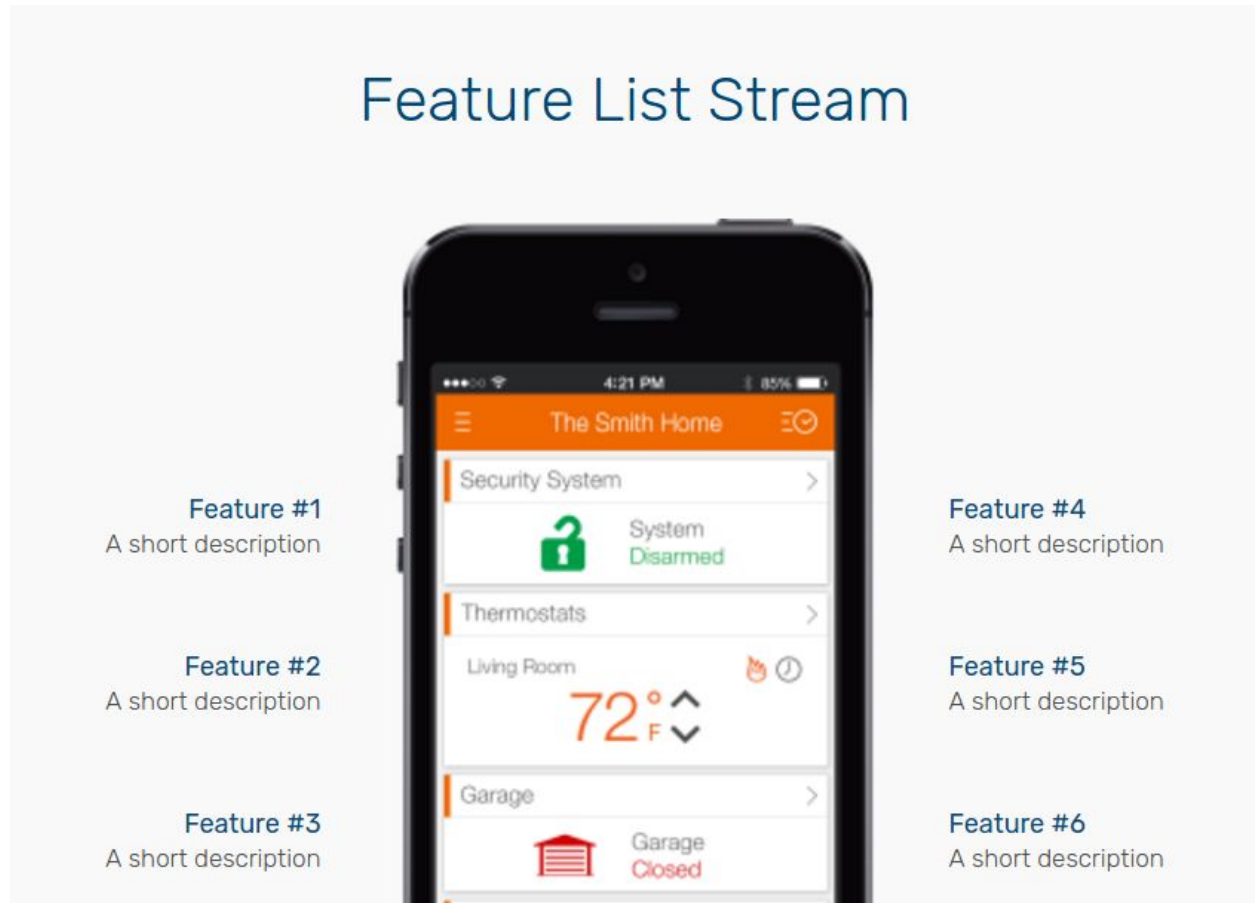 Feature List Stream
4:21 PM
85%
The Smith Home
Security System
System
Disarmed
Thermostats
Living Room
72°F
Garage
Garage
Closed
Feature #1
A short description
Feature #2
A short description
Feature #3
A short description
Feature #4
A short description
Feature #5
A short description
Feature #6
A short description